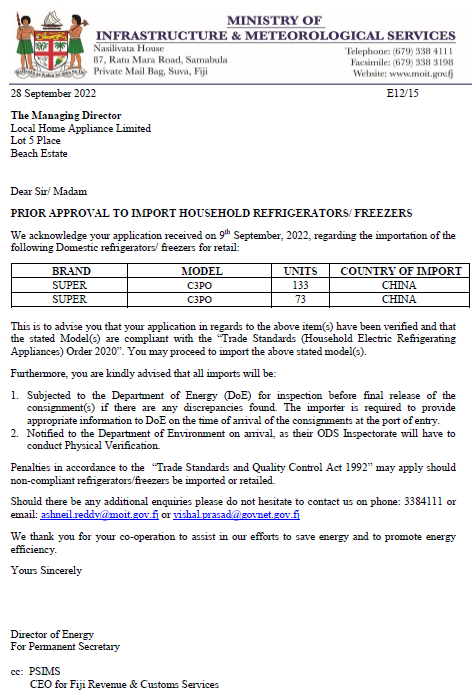 MINISTRY OF
INFRASTRUCTURE & METEOROLOGICAL SERVICES
Nasilivata House
87, Ratu Mara Road, Samabula
Private Mail Bag, Suva, Fiji
Telephone: (679) 338 4111
Facsimile: (679) 338 3198
Website: www.moit.gov.fj
28 September 2022 E12/15
The Managing Director
Local Home Appliance Limited
Lot 5 Place
Beach Estate
Dear Sir/ Madam
PRIOR APPROVAL TO IMPORT HOUSEHOLD REFRIGERATORS/ FREEZERS
We acknowledge your application received on 9th September, 2022, regarding the importation of the
following Domestic refrigerators/ freezers for retail:
BRAND MODEL UNITS COUNTRY OF IMPORT
SUPER C3PO 133 CHINA
SUPER C3PO 73 CHINA
This is to advise you that your application in regards to the above item(s) have been verified and that
the stated Model(s) are compliant with the “Trade Standards (Household Electric Refrigerating
Appliances) Order 2020”. You may proceed to import the above stated model(s).
Furthermore, you are kindly advised that all imports will be:
1. Subjected to the Department of Energy (DoE) for inspection before final release of the
consignment(s) if there are any discrepancies found. The importer is required to provide
appropriate information to DoE on the time of arrival of the consignments at the port of entry.
2. Notified to the Department of Environment on arrival, as their ODS Inspectorate will have to
conduct Physical Verification.
Penalties in accordance to the “Trade Standards and Quality Control Act 1992” may apply should
non-compliant refrigerators/freezers be imported or retailed.
Should there be any additional enquiries please do not hesitate to contact us on phone: 3384111 or
email: ashneil.reddy@moit.gov.fj or vishal.prasad@govnet.gov.fj
We thank you for your co-operation to assist in our efforts to save energy and to promote energy
efficiency.
Yours Sincerely
Director of Energy
For Permanent Secretary
cc: PSIMS
CEO for Fiji Revenue & Customs Services